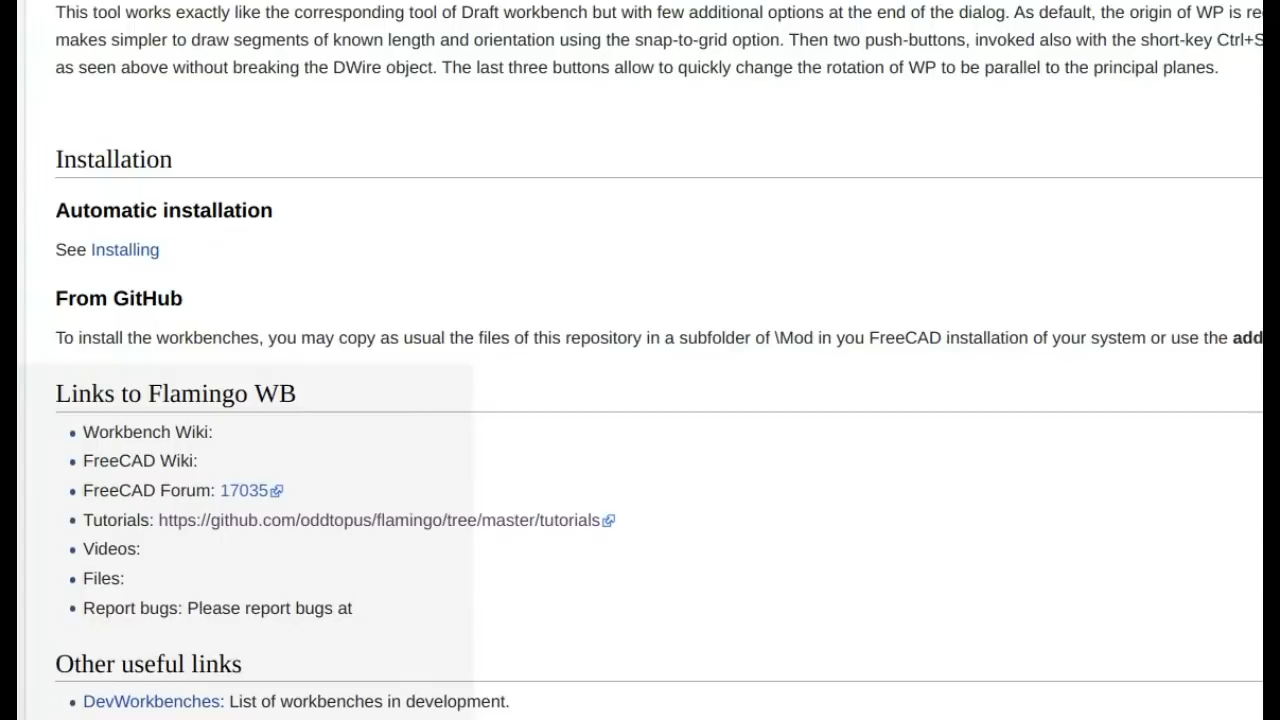 This tool works exactly like the corresponding tool of Draft workbench but with few additional options at the end of the dialog. As default, the origin of WP is re
makes simpler to draw segments of known length and orientation using the snap-to-grid option. Then two push-buttons, invoked also with the short-key Ctrl+S
as seen above without breaking the DWire object. The last three buttons allow to quickly change the rotation of WP to be parallel to the principal planes.
Installation
Automatic installation
See Installing
From GitHub
To install the workbenches, you may copy as usual the files of this repository in a subfolder of \Mod in you FreeCAD installation of your system or use the add
Links to Flamingo WB
• Workbench Wiki:
• FreeCAD Wiki:
• FreeCAD Forum: 17035
• Tutorials: https://github.com/oddtopus/flamingo/tree/master/tutorials
• Videos:
• Files:
• Report bugs: Please report bugs at
Other useful links
• DevWorkbenches: List of workbenches in development.